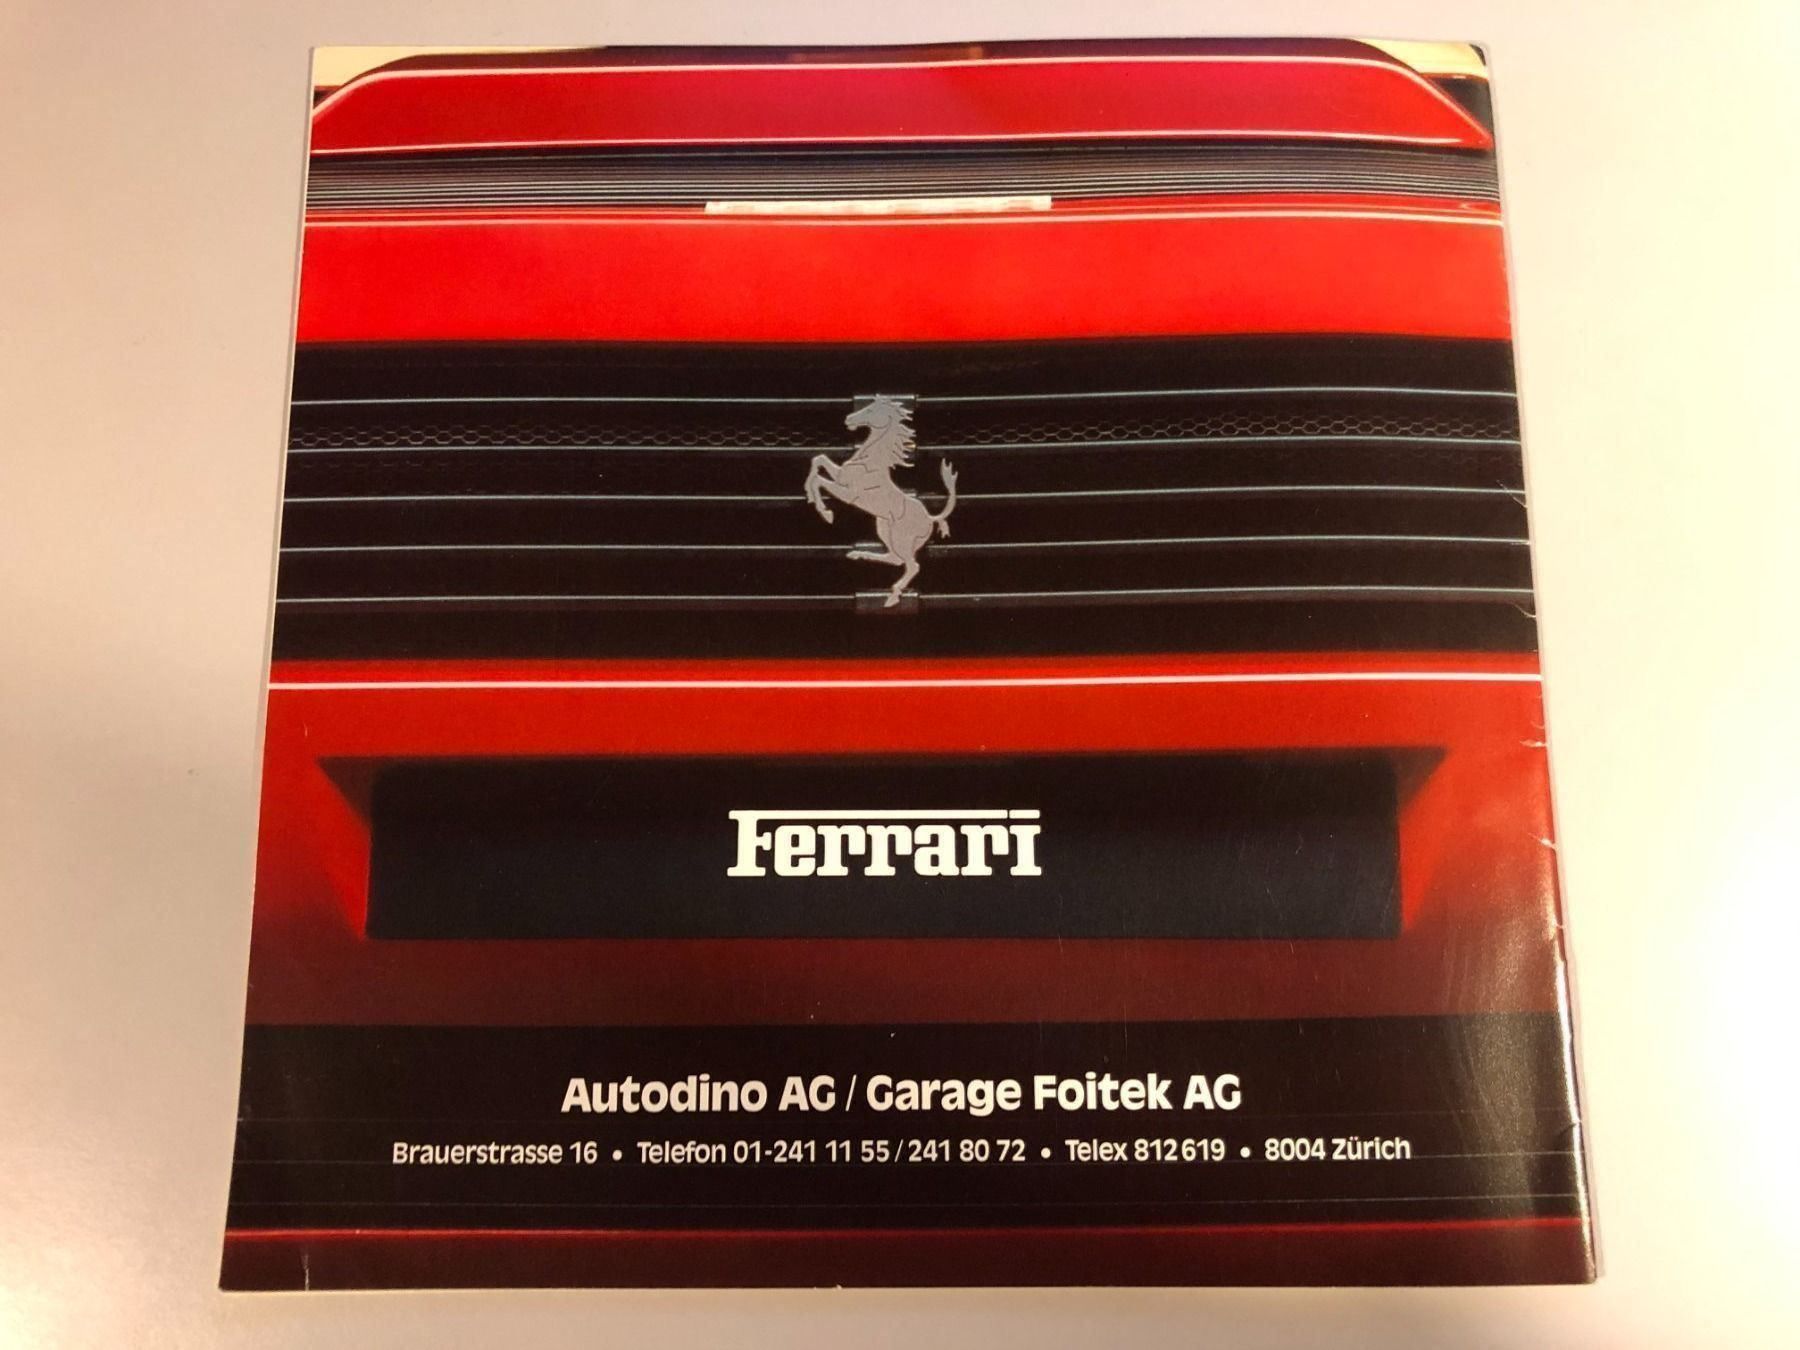 Ferrari
Autodino AG / Garage Foitek AG
Brauerstrasse 16 • Telefon 01-241 11 55 / 241 80 72 • Telex 812 619 • 8004 Zürich